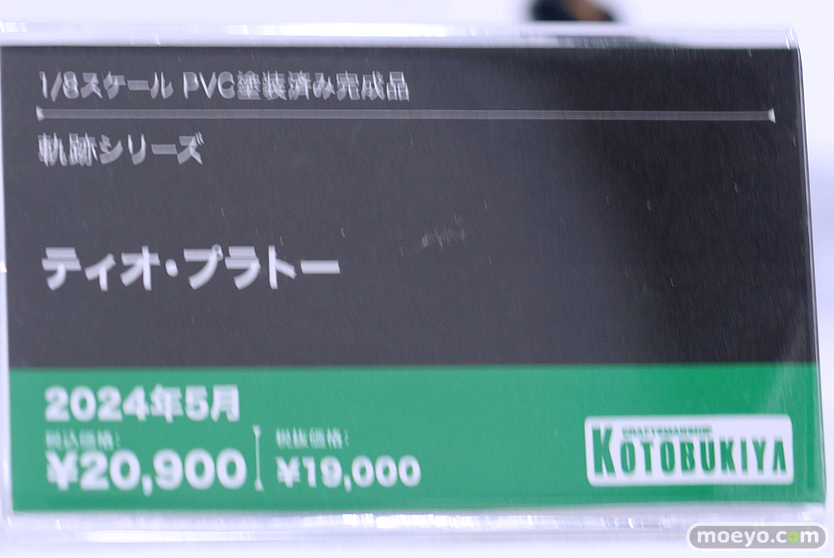 1/8スケール PVC塗装済み完成品
軌跡シリーズ
ティオ・プラトー
2024年5月
税込価格: 税抜価格:
¥20,900 ¥19,000
CRAFTSMANSHIP
KOTOBUKIYA
moeyo.com